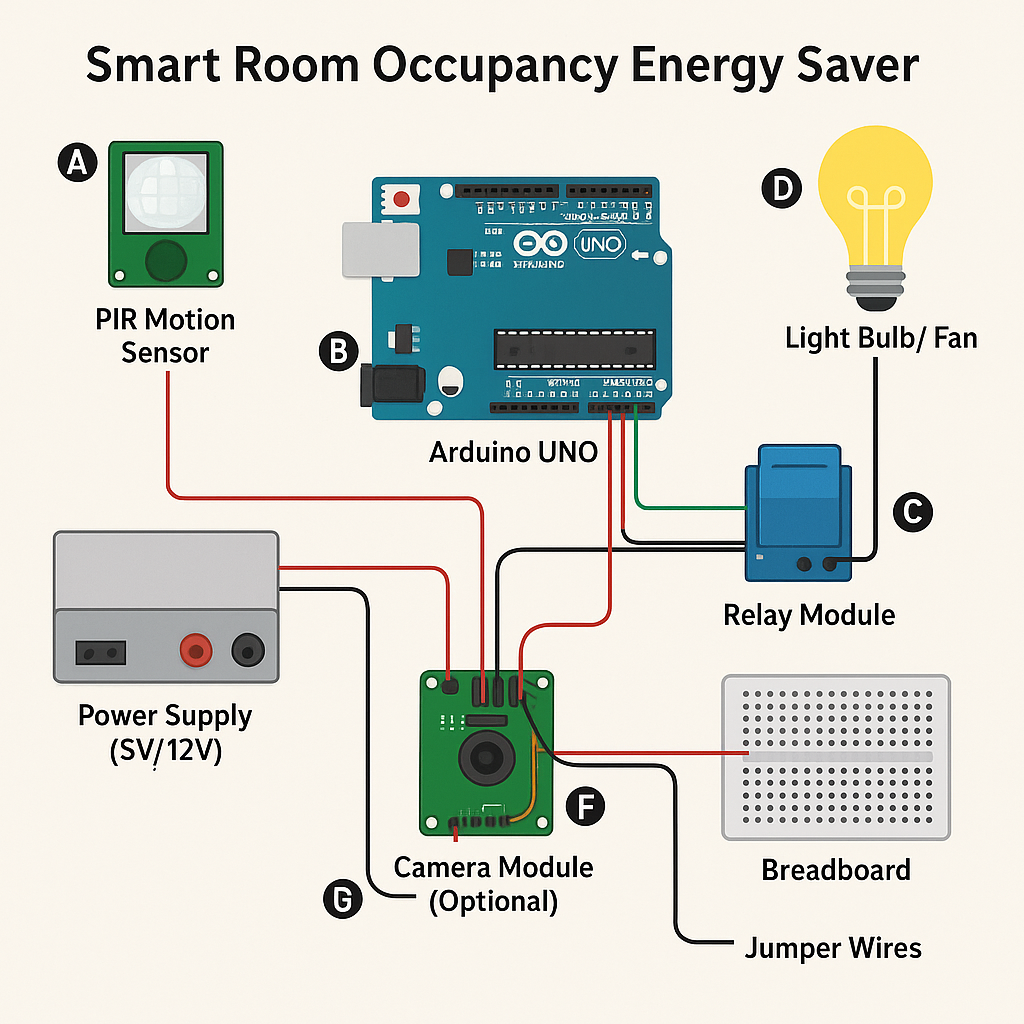 Smart Room Occupancy Energy Saver
A
PIR Motion
Sensor
B
UNO
Arduino UNO
D
Light Bulb/ Fan
C
Relay Module
Power Supply
(SV/12V)
F
Camera Module
(Optional)
G
Breadboard
Jumper Wires